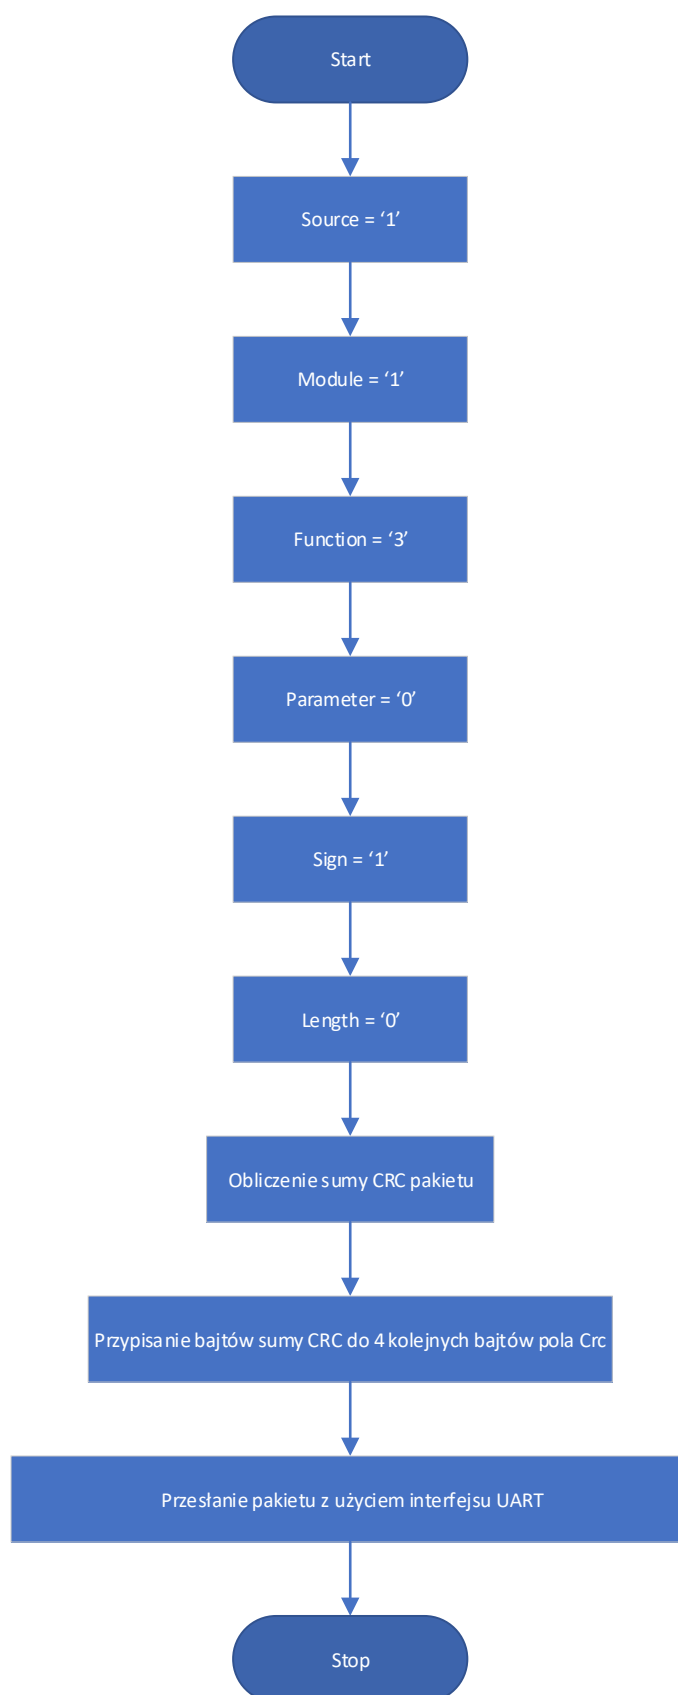 Start
Source = ‘1’
Module = ‘1’
Function = ‘3’
Parameter = ‘0’
Sign = ‘1’
Length = ‘0’
Obliczenie sumy CRC pakietu
Przypisanie bajtów sumy CRC do 4 kolejnych bajtów pola Crc
Przesłanie pakietu z użyciem interfejsu UART
Stop